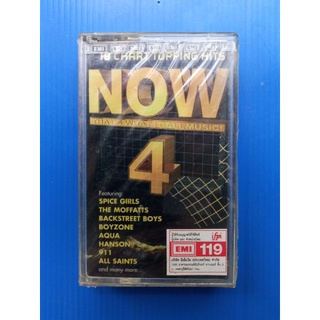 EMI
18 CHART TOPPING HITS
NOW
THAT'S WHAT I CALL MUSIC!
4
Featuring:
SPICE GIRLS
THE MOFFATTS
BACKSTREET BOYS
BOYZONE
AQUA
HANSON
911
ALL SAINTS
and many more
EMI 119